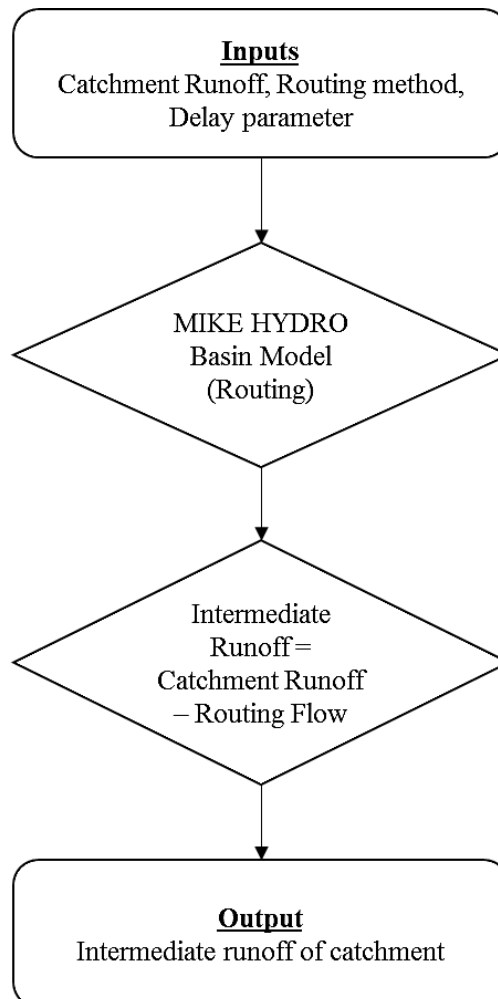 Inputs
Catchment Runoff, Routing method,
Delay parameter
MIKE HYDRO
Basin Model
(Routing)
Intermediate
Runoff =
Catchment Runoff
– Routing Flow
Output
Intermediate runoff of catchment